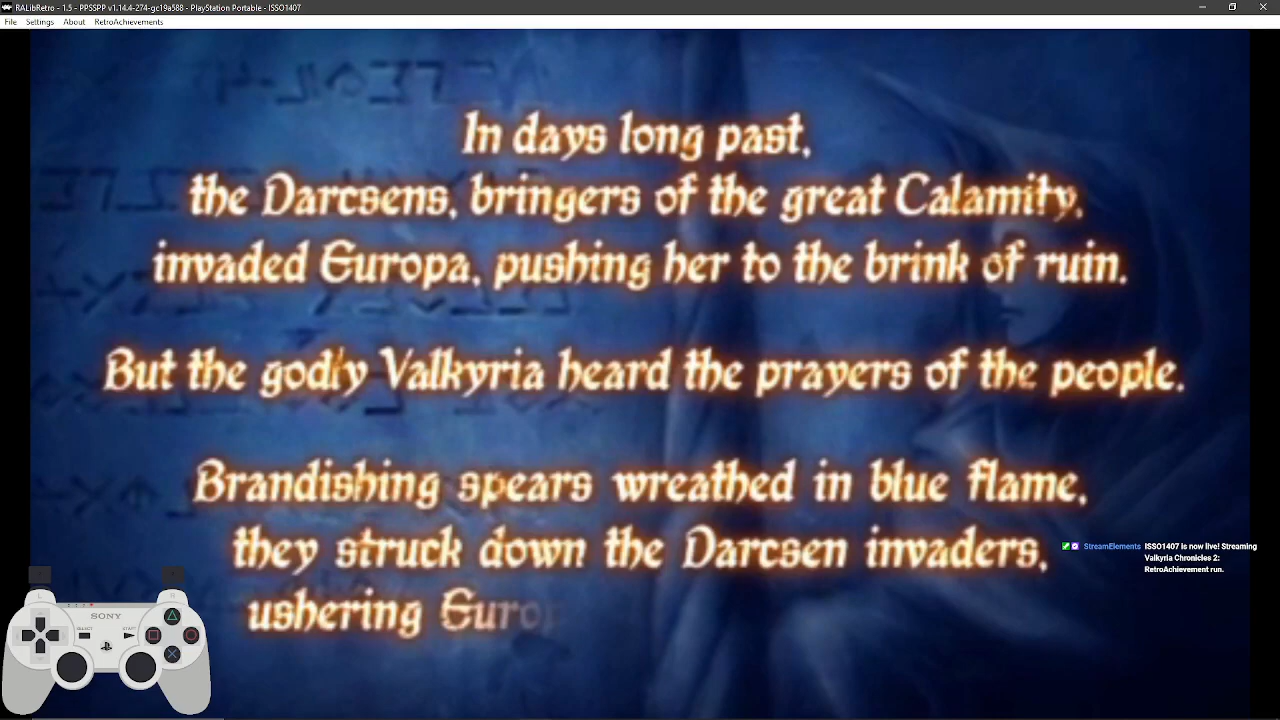 RALibRetro - 1.5 - PPSSPP v1.14.4-274-gc19a588 - PlayStation Portable - ISSO1407
File Settings About RetroAchievements
In days long past,
the Darcsens, bringers of the great Calamity,
invaded Europa, pushing her to the brink of ruin.
But the godly Valkyria heard the prayers of the people.
Brandishing spears wreathed in blue flame,
they struck down the Darcsen invaders,
ushering Europ
StreamElements ISSO1407 is now live! Streaming
Valkyria Chronicles 2:
RetroAchievement run.
L R
SONY
SELECT START